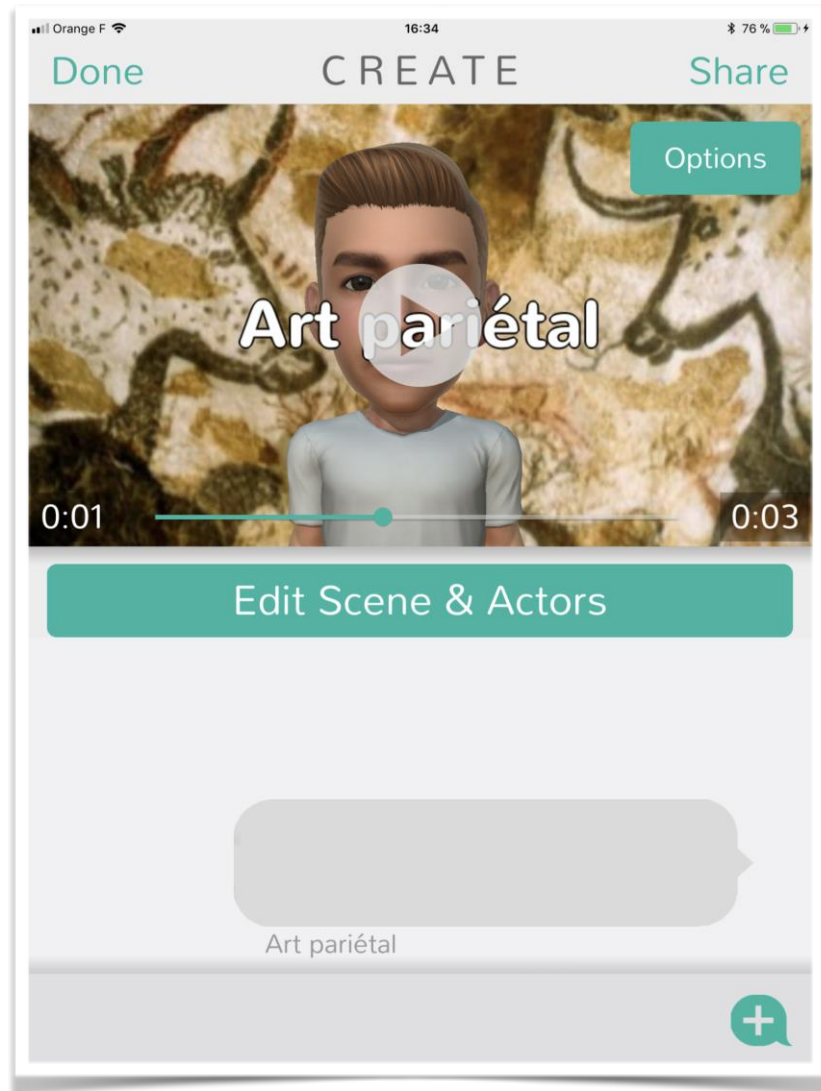 Orange F 16:34 76 %
Done CREATE Share
Options
Art pariétal
0:01 0:03
Edit Scene & Actors
Art pariétal